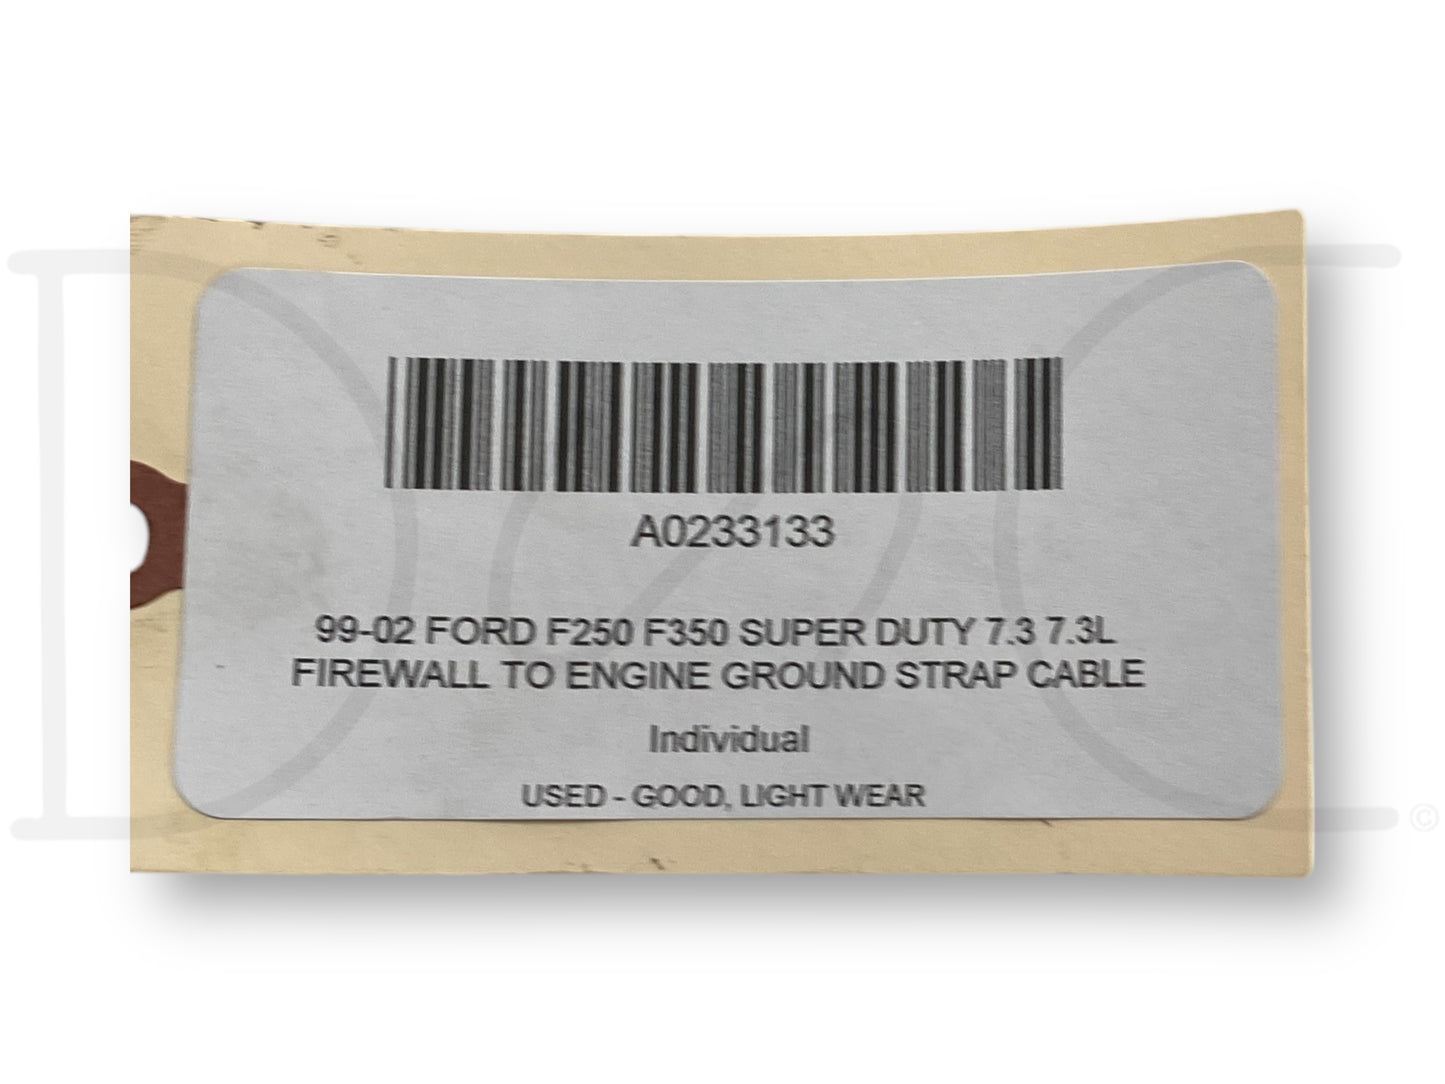 A0233133
99-02 FORD F250 F350 SUPER DUTY 7.3 7.3L
FIREWALL TO ENGINE GROUND STRAP CABLE
Individual
USED - GOOD, LIGHT WEAR
©